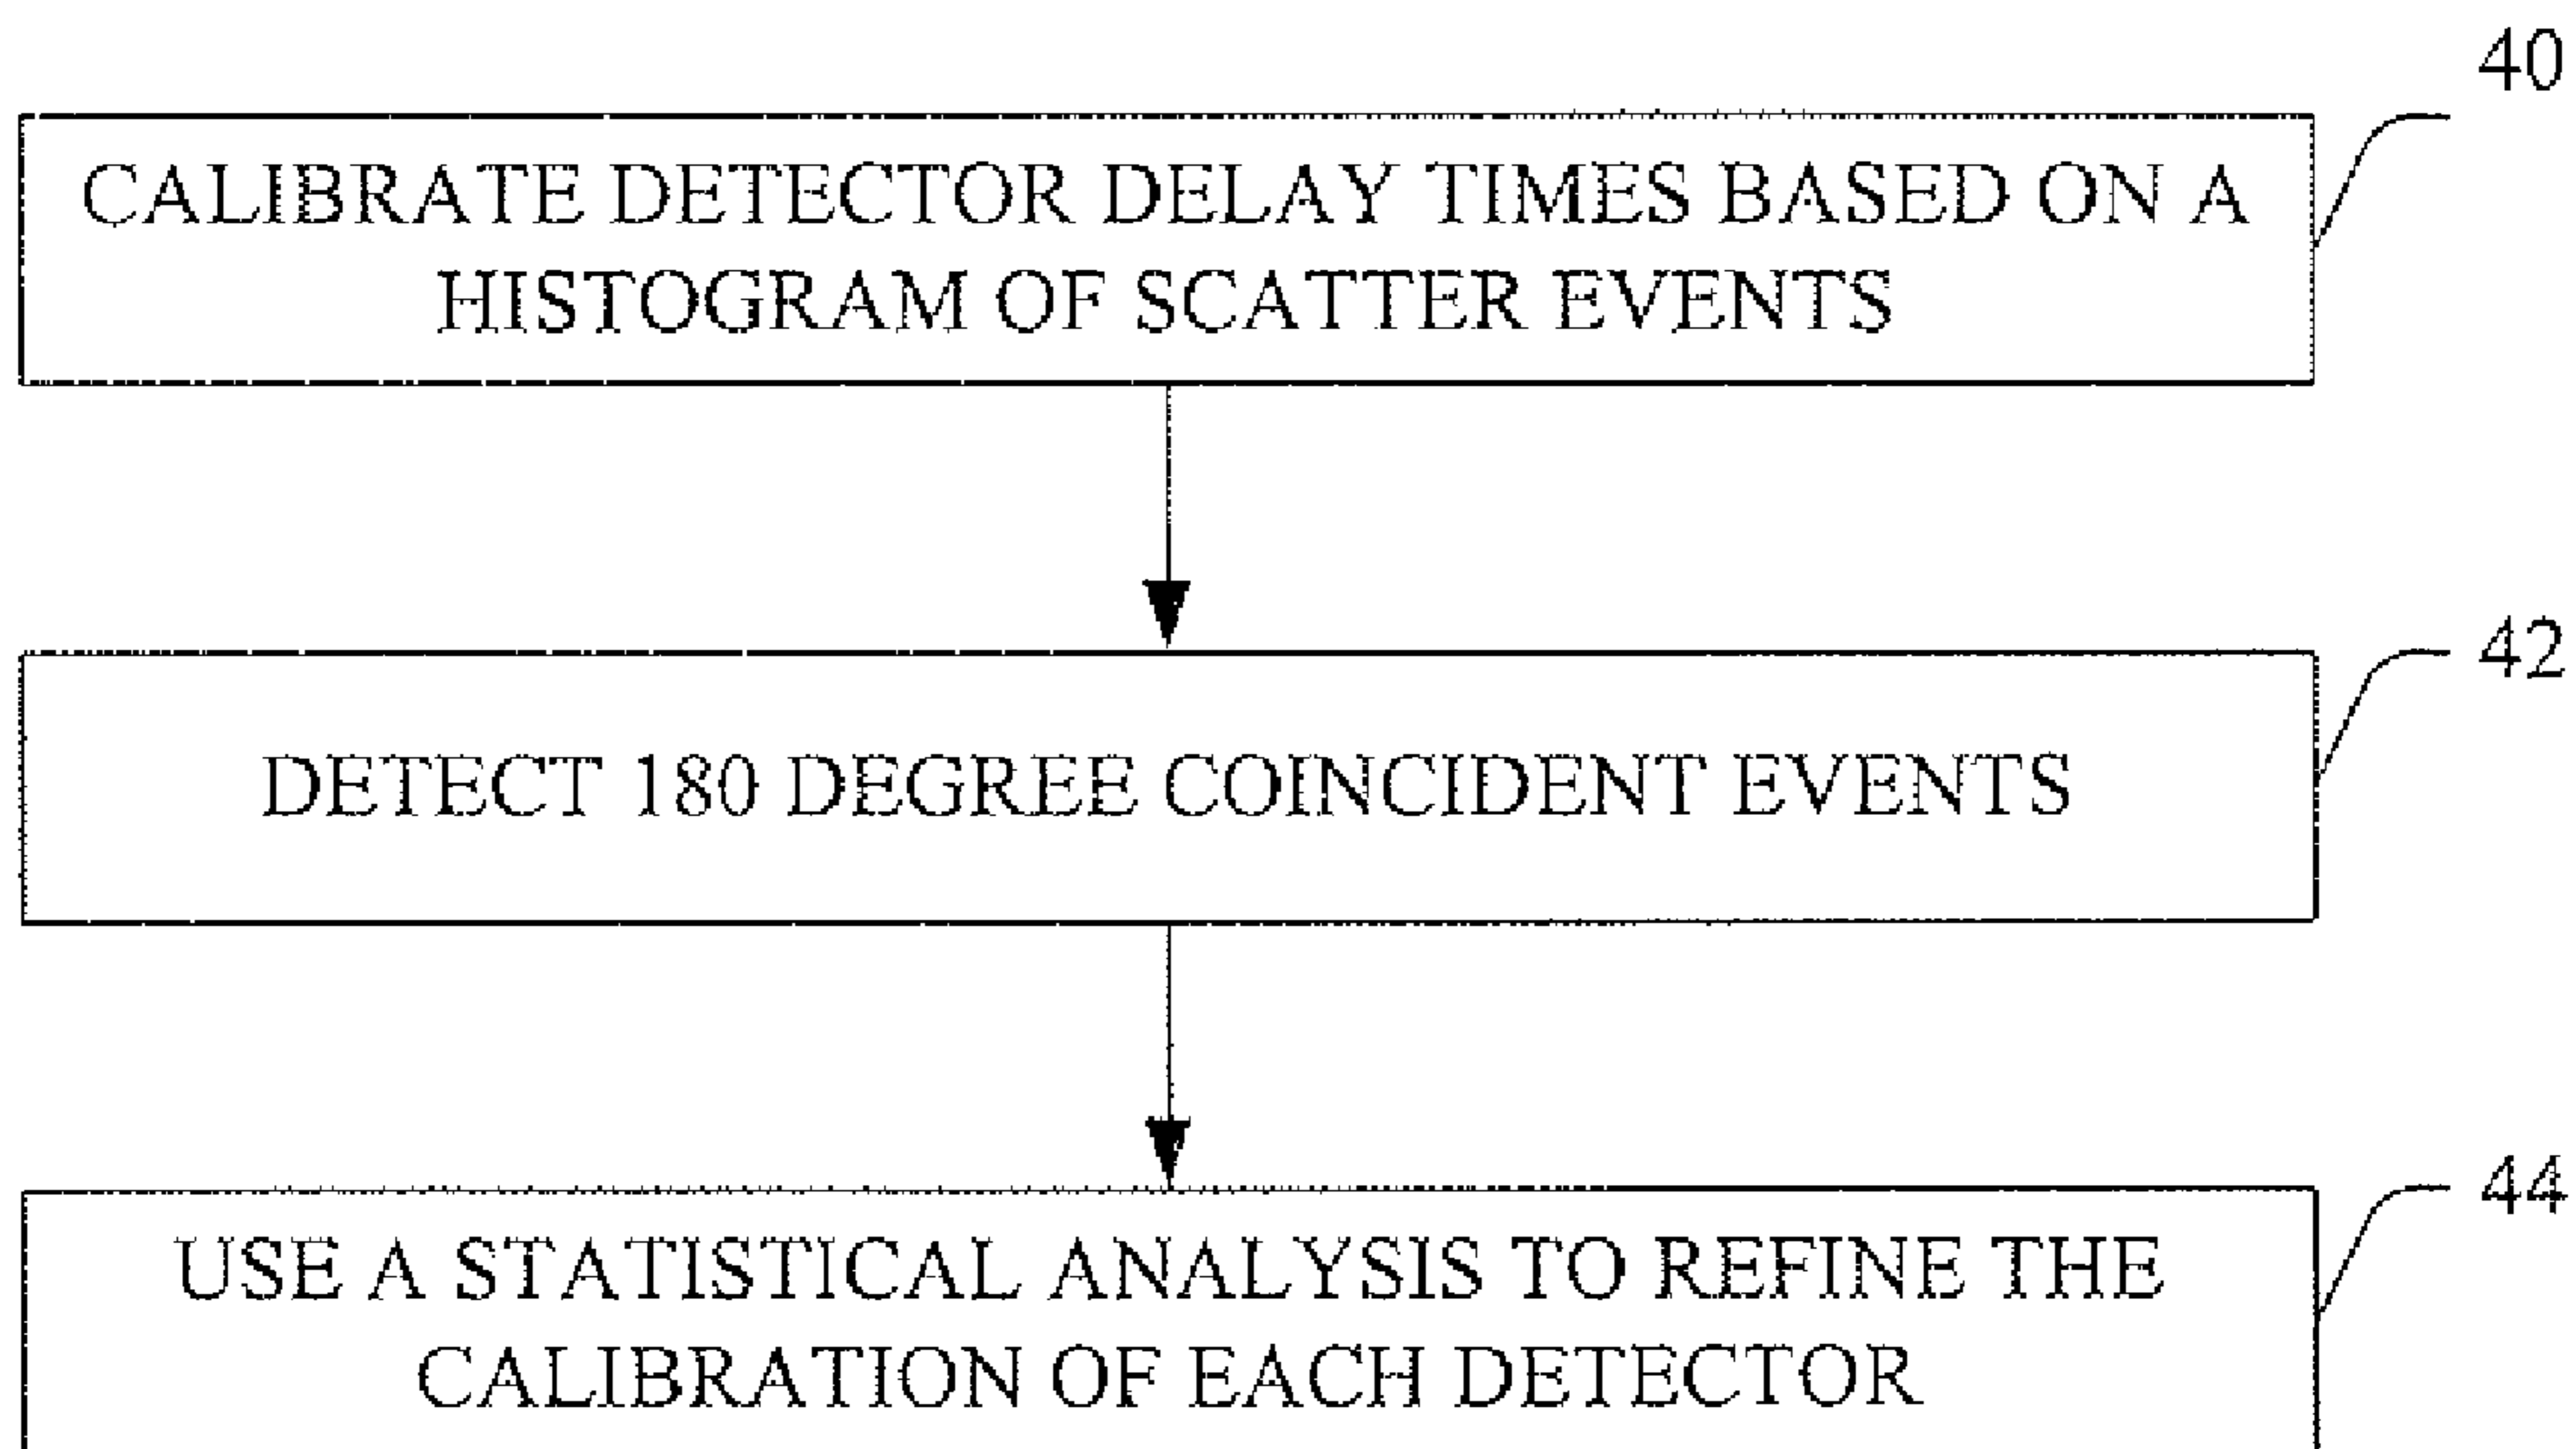 40
CALIBRATE DETECTOR DELAY TIMES BASED ON A
HISTOGRAM OF SCATTER EVENTS
42
DETECT 180 DEGREE COINCIDENT EVENTS
44
USE A STATISTICAL ANALYSIS TO REFINE THE
CALIBRATION OF EACH DETECTOR